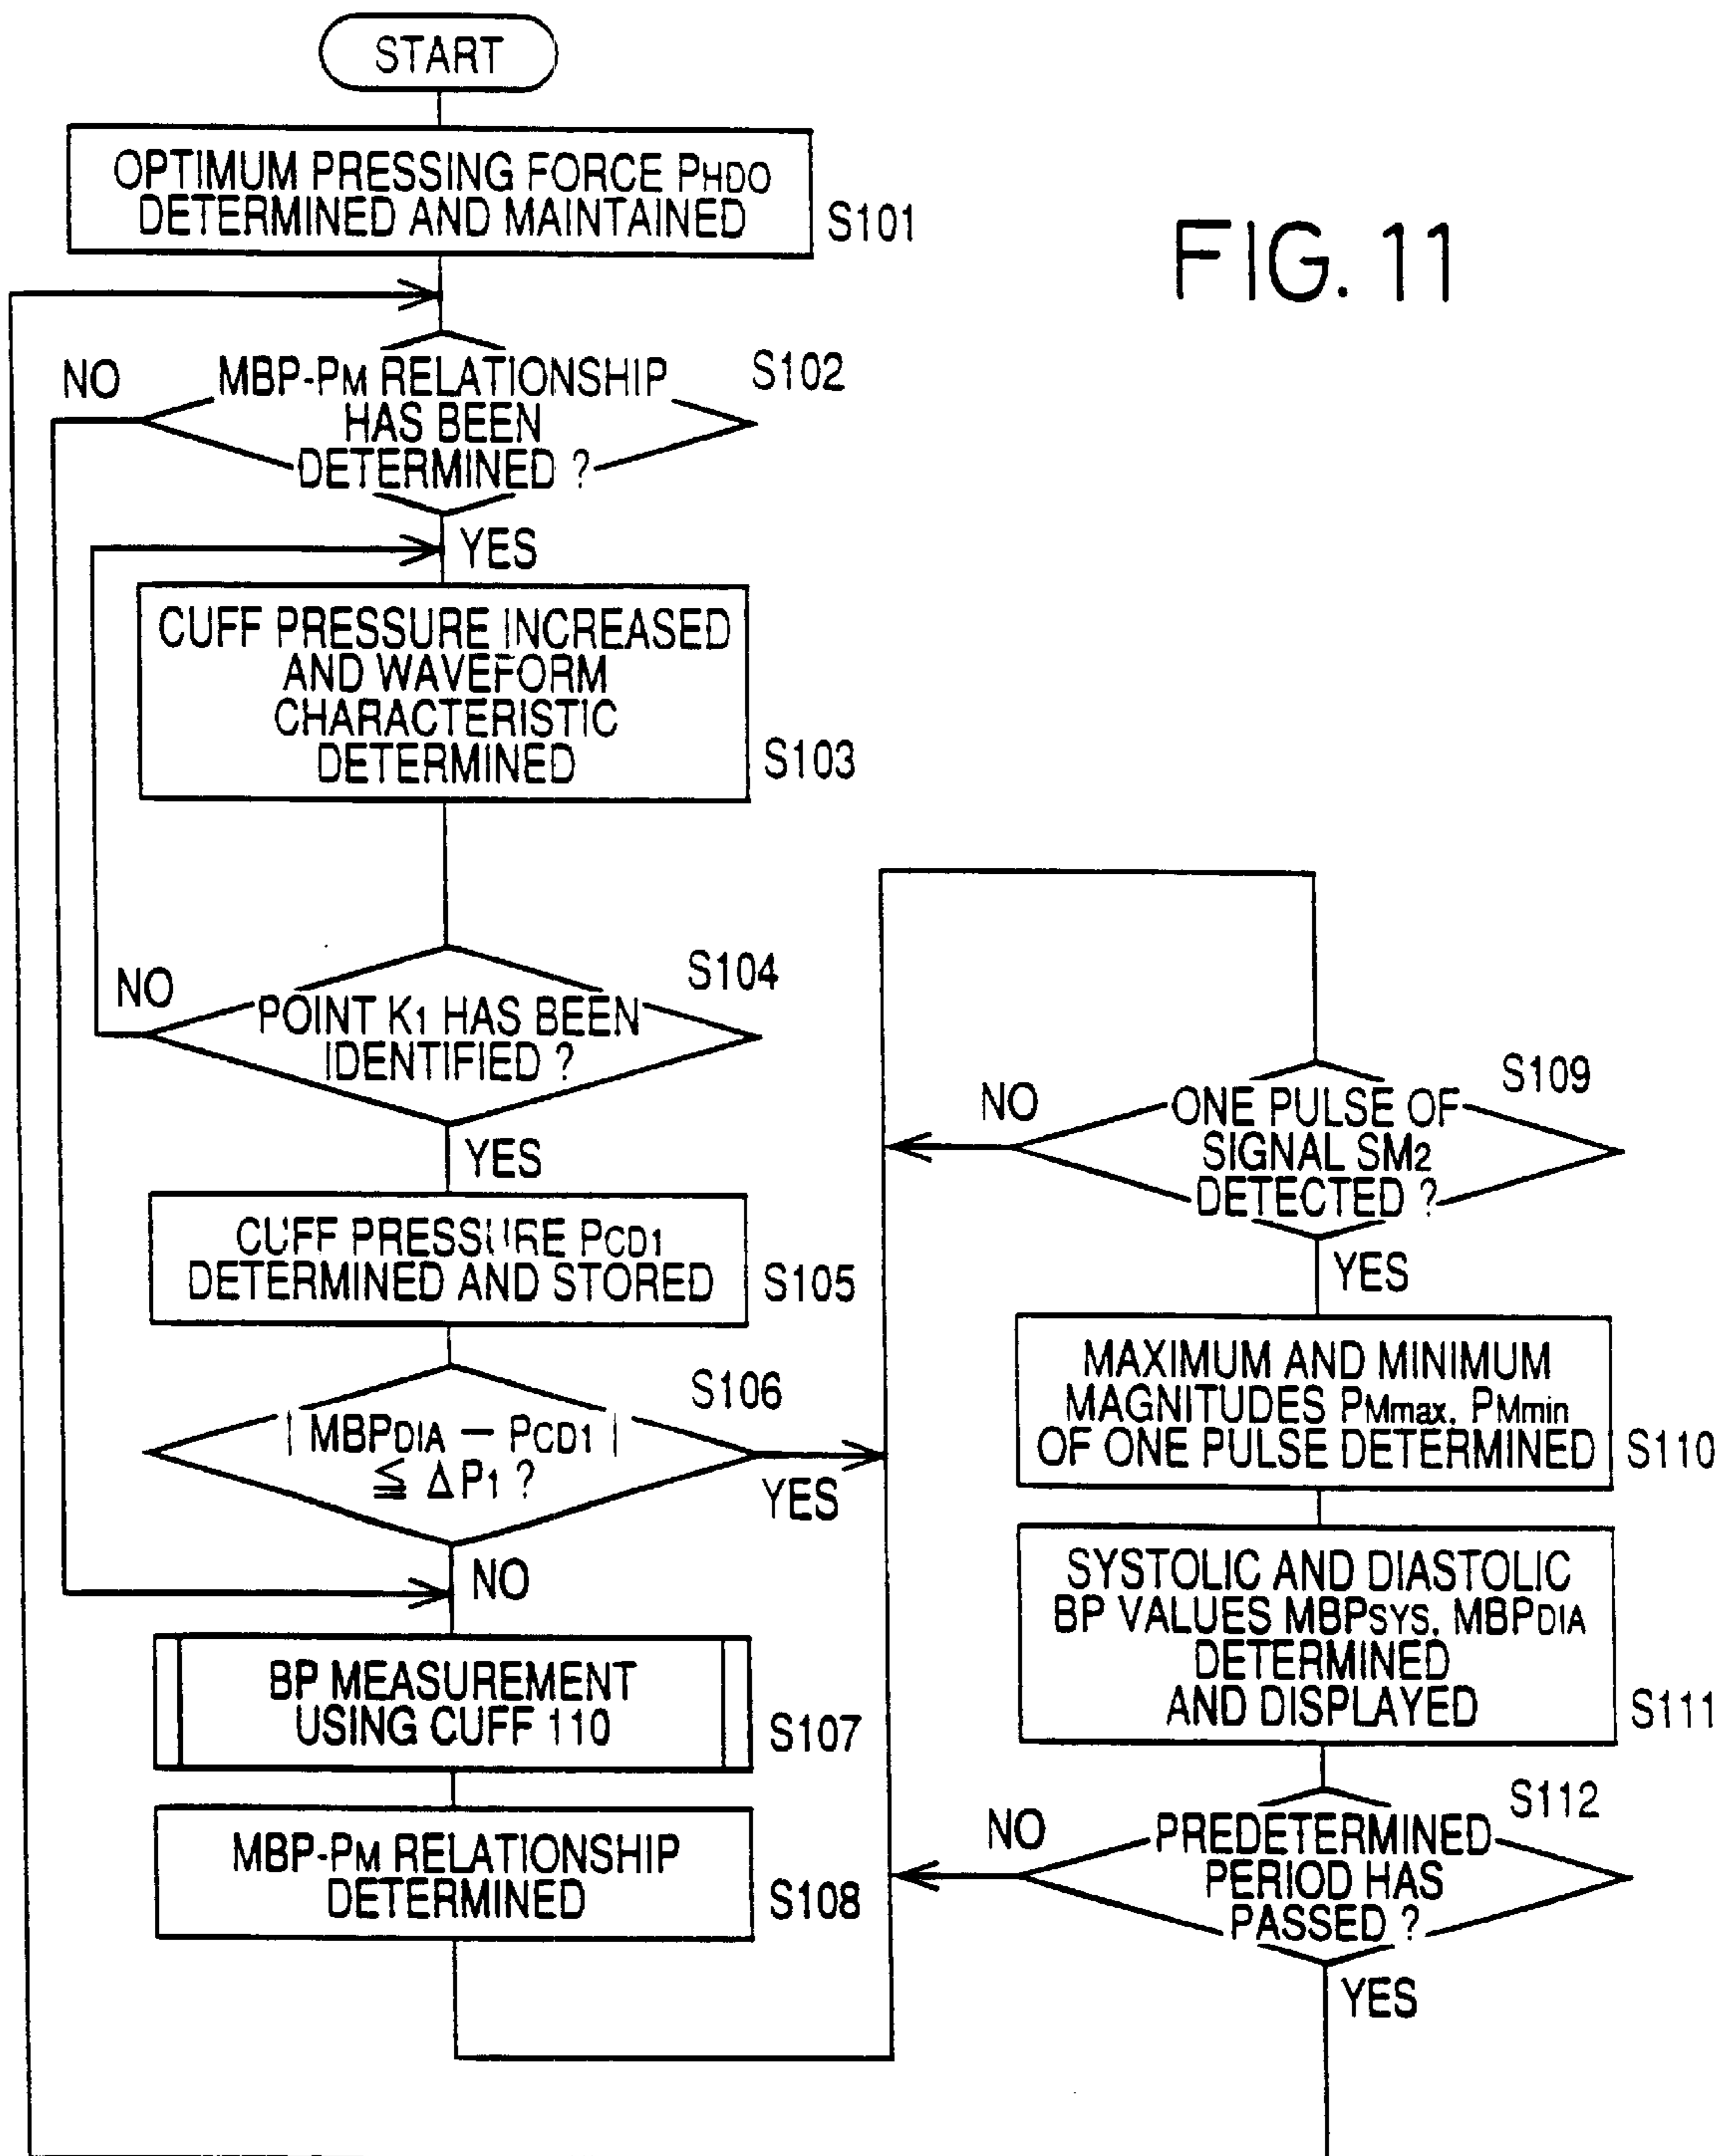 START
OPTIMUM PRESSING FORCE PHDO
DETERMINED AND MAINTAINED
S101
FIG. 11
NO
MBP-PM RELATIONSHIP
HAS BEEN
DETERMINED ?
S102
YES
CUFF PRESSURE INCREASED
AND WAVEFORM
CHARACTERISTIC
DETERMINED
S103
NO
POINT K1 HAS BEEN
IDENTIFIED ?
S104
YES
CUFF PRESSURE PCD1
DETERMINED AND STORED
S105
| MBPDIA — PCD1 |
≦ ΔP1 ?
S106
YES
NO
BP MEASUREMENT
USING CUFF 110
S107
MBP-PM RELATIONSHIP
DETERMINED
S108
NO
ONE PULSE OF
SIGNAL SM2
DETECTED ?
S109
YES
MAXIMUM AND MINIMUM
MAGNITUDES PMmax. PMmin
OF ONE PULSE DETERMINED
S110
SYSTOLIC AND DIASTOLIC
BP VALUES MBPSYS. MBPDIA
DETERMINED
AND DISPLAYED
S111
NO
PREDETERMINED
PERIOD HAS
PASSED ?
S112
YES